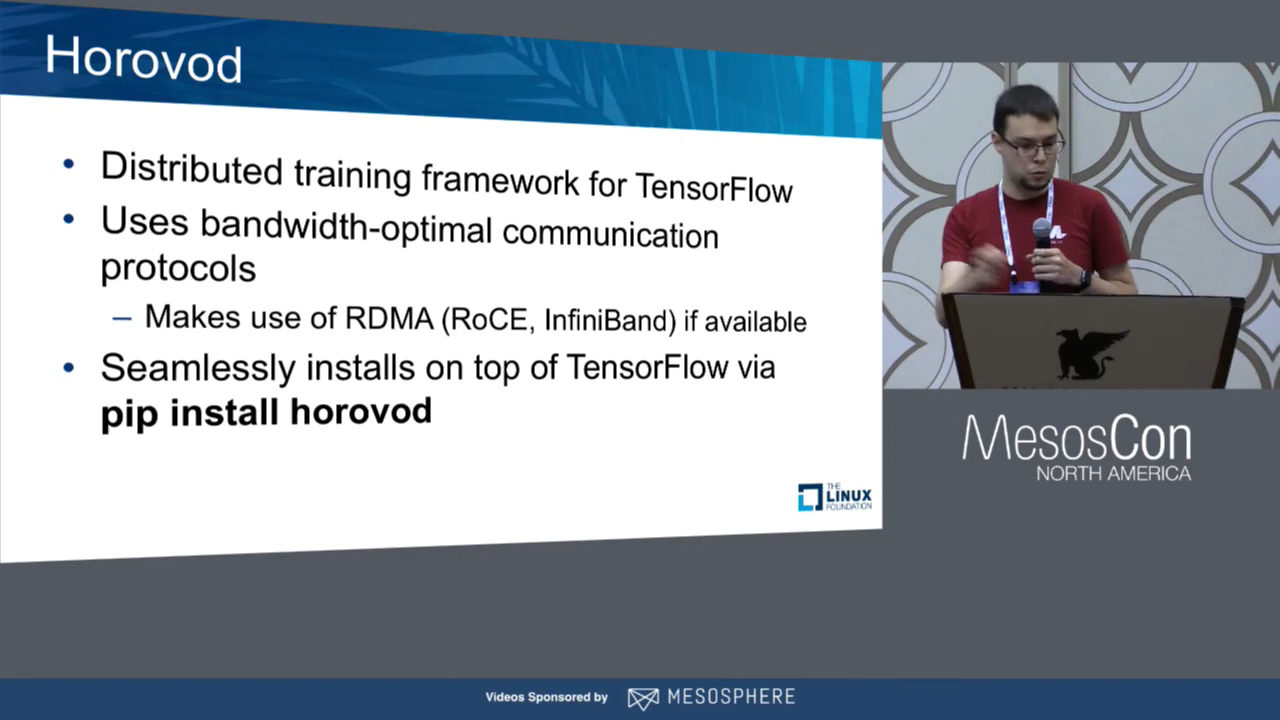 Horovod
• Distributed training framework for TensorFlow
• Uses bandwidth-optimal communication
protocols
– Makes use of RDMA (RoCE, InfiniBand) if available
• Seamlessly installs on top of TensorFlow via
pip install horovod
THE
LINUX
FOUNDATION
MesosCon
NORTH AMERICA
Videos Sponsored by MESOSPHERE